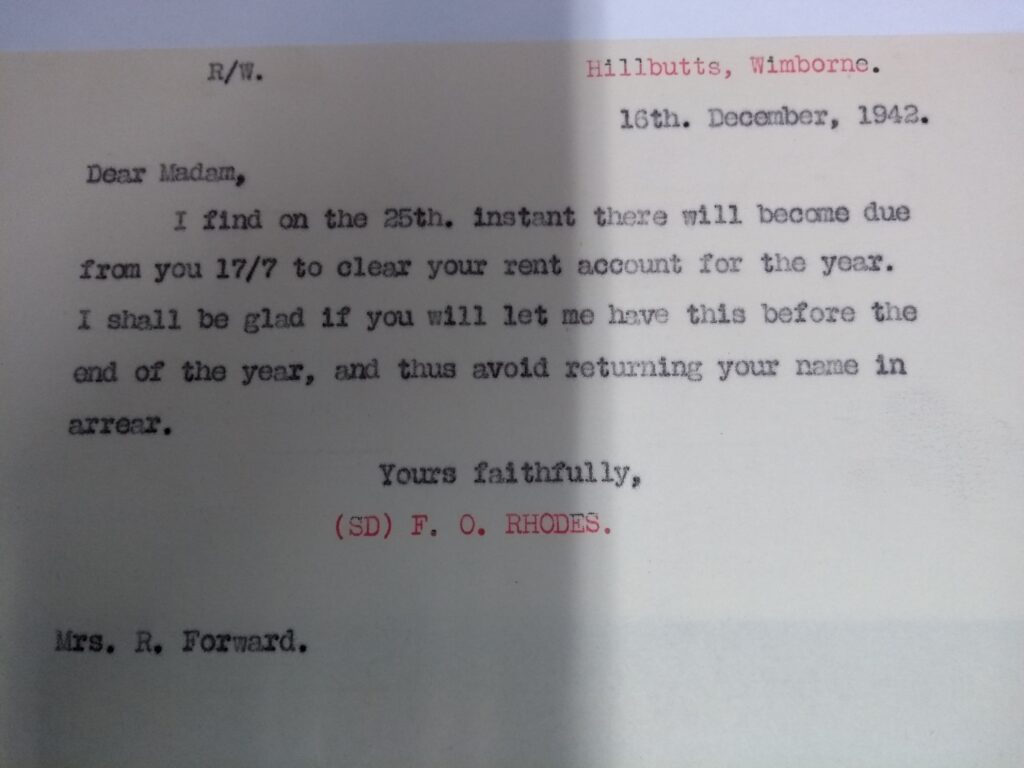 R/W. Hillbutts, Wimborne.
16th. December, 1942.
Dear Madam,
I find on the 25th. instant there will become due
from you 17/7 to clear your rent account for the year.
I shall be glad if you will let me have this before the
end of the year, and thus avoid returning your name in
arrear.
Yours faithfully,
(SD) F. O. RHODES.
Mrs. R. Forward.